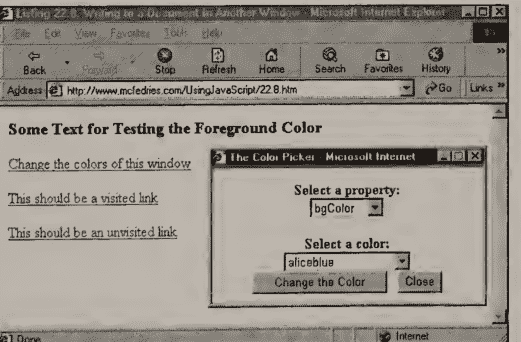 Listing 22.8. Writing to a Document in Another Window - Microsoft Internet Explorer
File Edit View Favorites Tools Help
Back Forward Stop Refresh Home Search Favorites History
Address http://www.mcfedries.com/UsingJavaScript/22.8.htm Go Links »
Some Text for Testing the Foreground Color
Change the colors of this window
This should be a visited link
This should be an unvisited link
The Color Picker - Microsoft Internet
Select a property:
bgColor
Select a color:
aliceblue
Change the Color Close
Done Internet